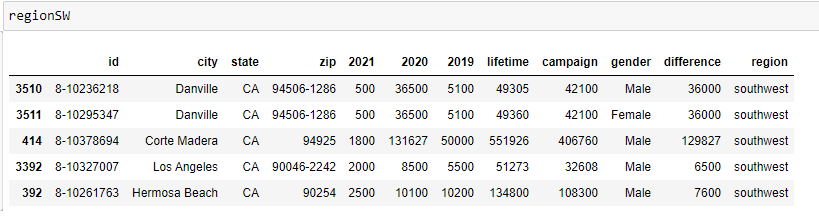 regionSW
id city state zip 2021 2020 2019 lifetime campaign gender difference region
3510 8-10236218 Danville CA 94506-1286 500 36500 5100 49305 42100 Male 36000 southwest
3511 8-10295347 Danville CA 94506-1286 500 36500 5100 49360 42100 Female 36000 southwest
414 8-10378694 Corte Madera CA 94925 1800 131627 50000 551926 406760 Male 129827 southwest
3392 8-10327007 Los Angeles CA 90046-2242 2000 8500 5500 51273 32608 Male 6500 southwest
392 8-10261763 Hermosa Beach CA 90254 2500 10100 10200 134800 108300 Male 7600 southwest